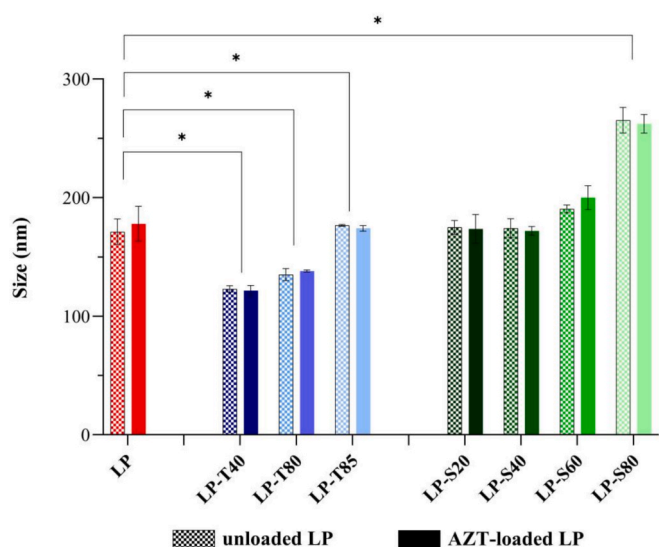 *
*
*
*
300
200
100
0
Size (nm)
LP
LP-T40
LP-T80
LP-T85
LP-S20
LP-S40
LP-S60
LP-S80
unloaded LP
AZT-loaded LP